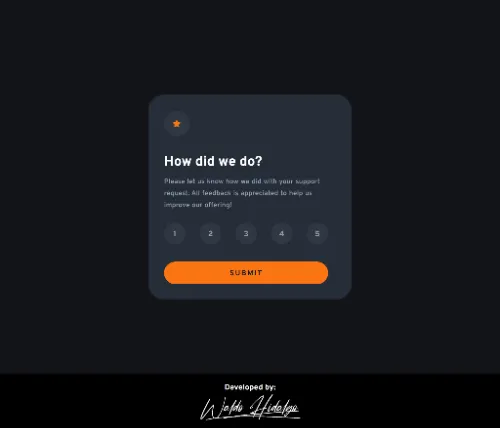 How did we do?
Please let us know how we did with your support
request. All feedback is appreciated to help us
improve our offering!
1 2 3 4 5
SUBMIT
Developed by:
Waldo Hidalgo